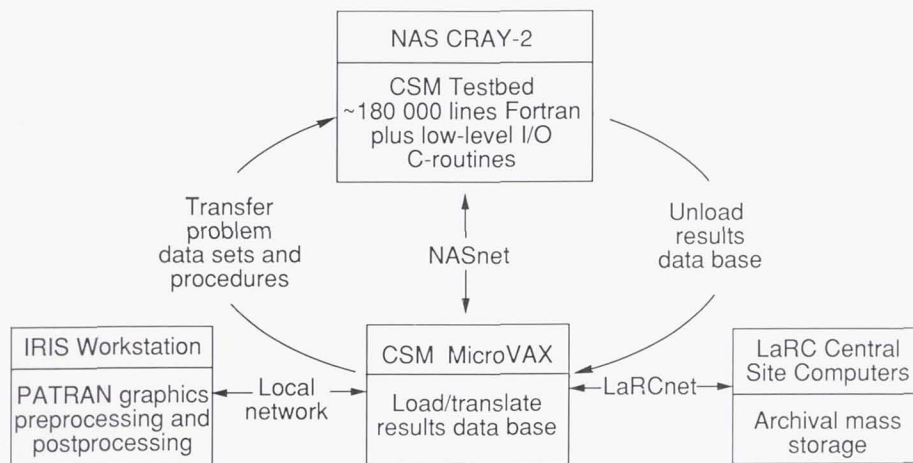 NAS CRAY-2
CSM Testbed
~180 000 lines Fortran
plus low-level I/O
C-routines
Transfer
problem
data sets and
procedures
NASnet
Unload
results
data base
IRIS Workstation
PATRAN graphics
preprocessing and
postprocessing
Local
network
CSM MicroVAX
Load/translate
results data base
LaRCnet
LaRC Central
Site Computers
Archival mass
storage